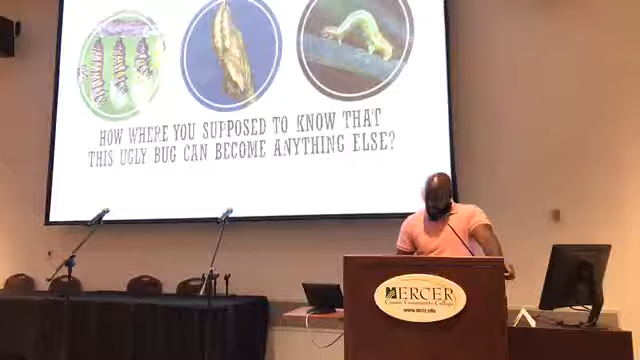 HOW WHERE YOU SUPPOSED TO KNOW THAT
THIS UGLY BUG CAN BECOME ANYTHING ELSE?
MERCER
County Community College
www.mccc.edu